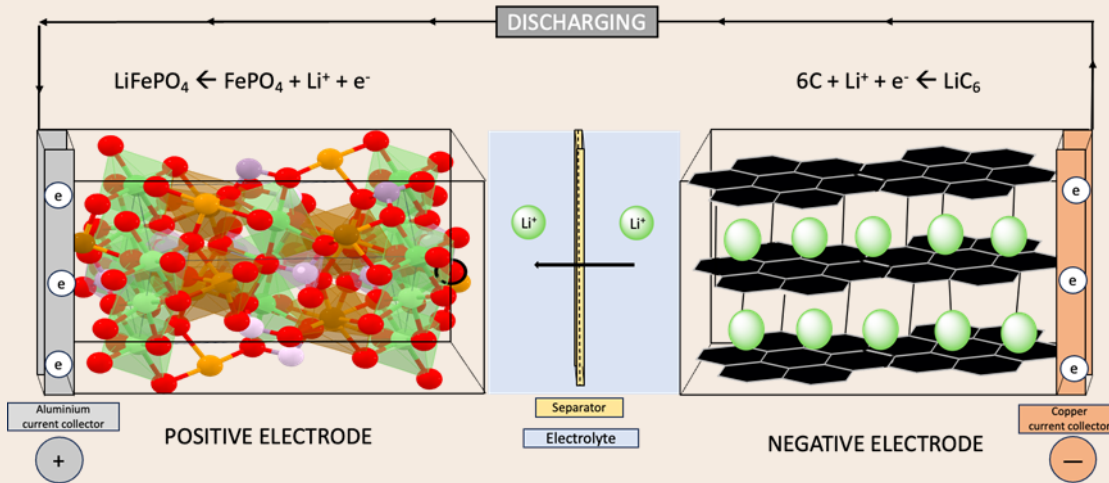 DISCHARGING
LiFePO₄ ← FePO₄ + Li⁺ + e⁻
6C + Li⁺ + e⁻ ← LiC₆
e
e
e
Li⁺
Li⁺
e
e
e
Aluminium
current collector
+
POSITIVE ELECTRODE
Separator
Electrolyte
NEGATIVE ELECTRODE
Copper
current collector
—